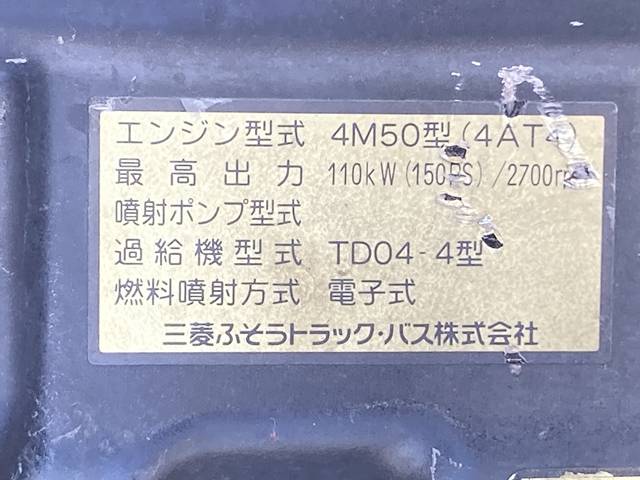 エンジン型式 4M50型(4AT4)
最高出力 110kW(150PS)/2700rpm
噴射ポンプ型式
過給機型式 TD04-4型
燃料噴射方式 電子式
三菱ふそうトラック・バス株式会社